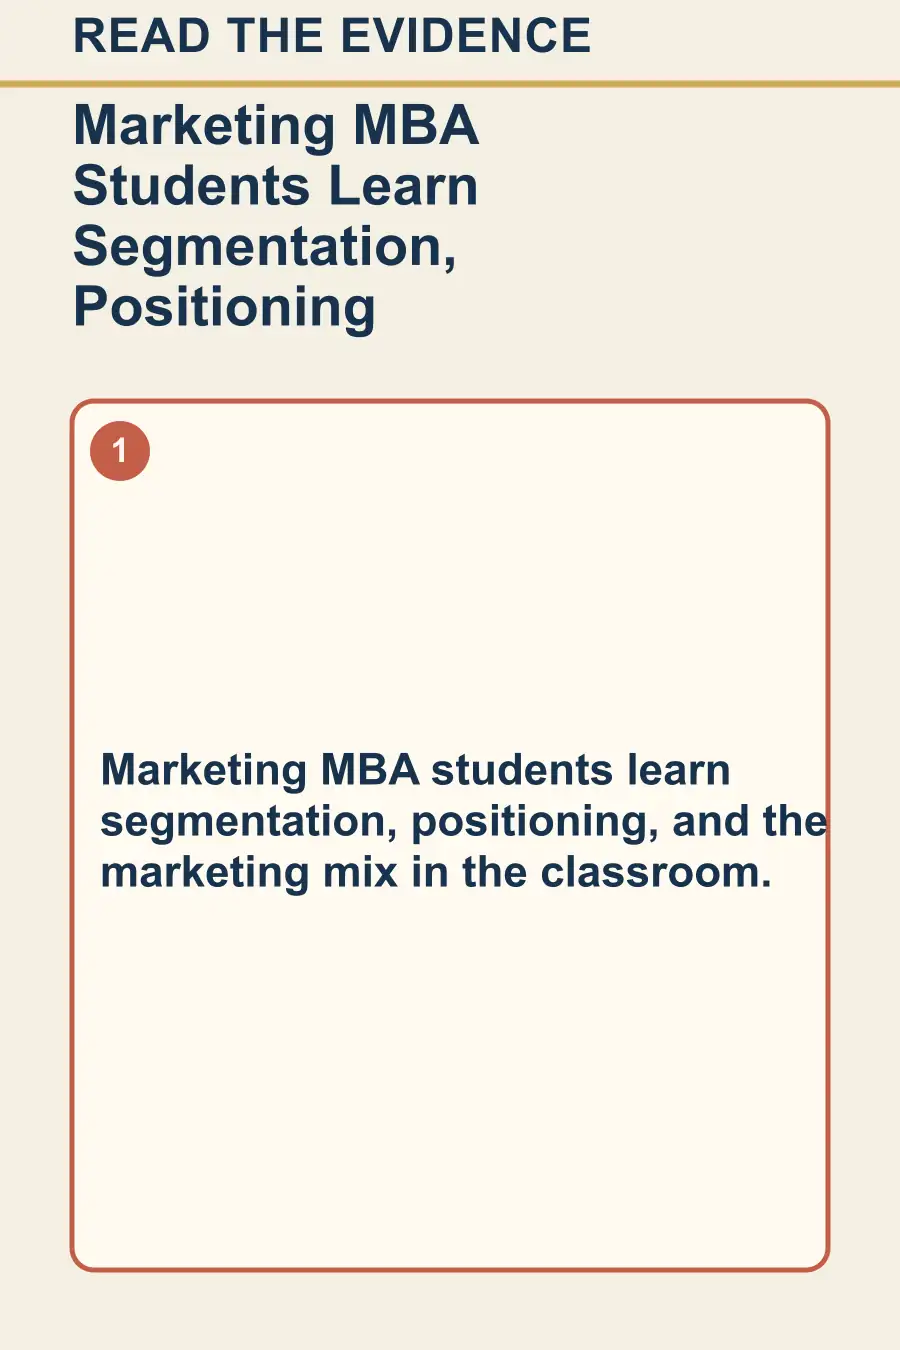 READ THE EVIDENCE
Marketing MBA
Students Learn
Segmentation,
Positioning
1
Marketing MBA students learn
segmentation, positioning, and the
marketing mix in the classroom.